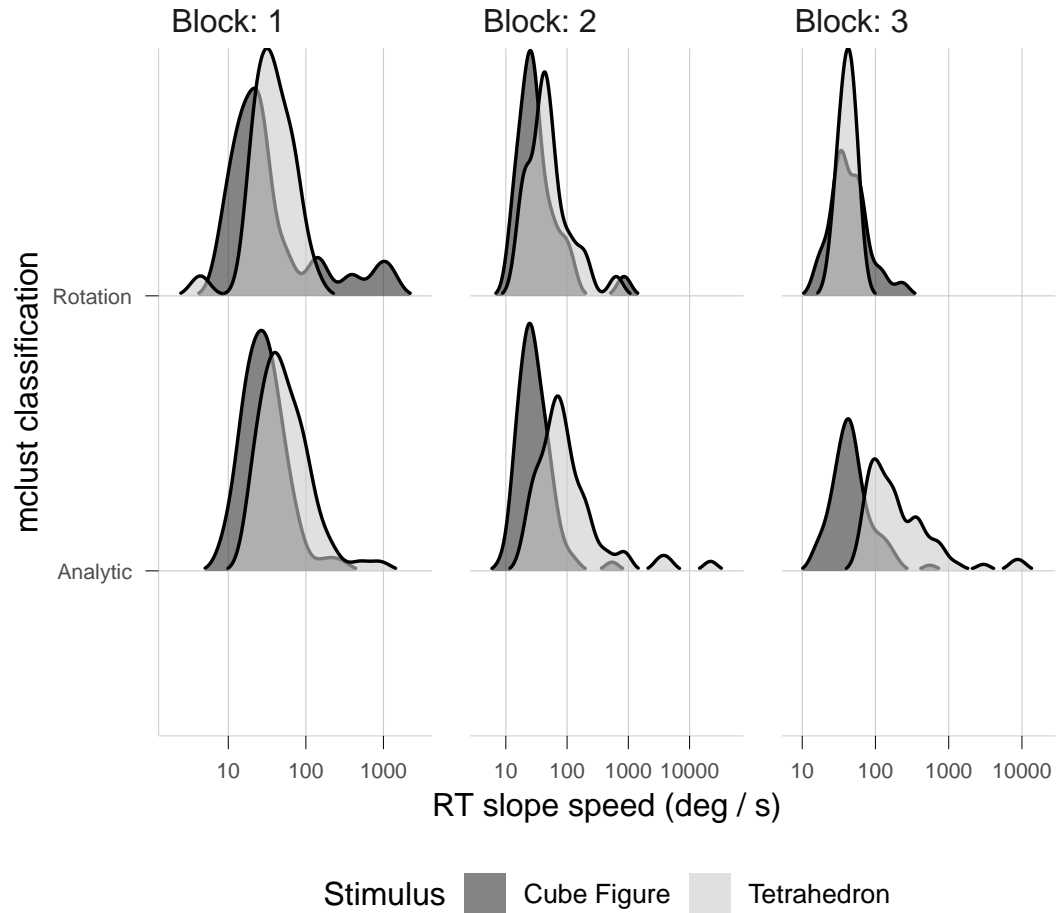 Block: 1
Block: 2
Block: 3
mclust classification
Rotation
Analytic
10 100 1000
10 100 1000 10000
10 100 1000 10000
RT slope speed (deg / s)
Stimulus Cube Figure Tetrahedron